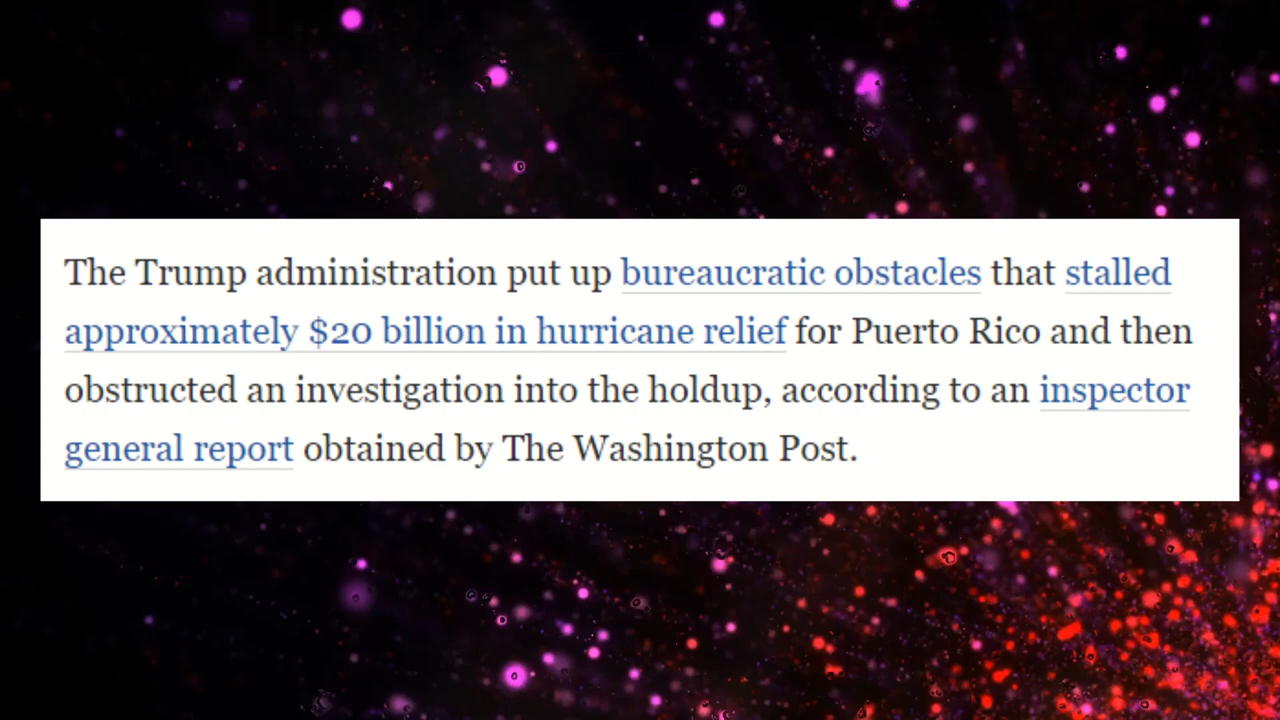 The Trump administration put up bureaucratic obstacles that stalled
approximately $20 billion in hurricane relief for Puerto Rico and then
obstructed an investigation into the holdup, according to an inspector
general report obtained by The Washington Post.